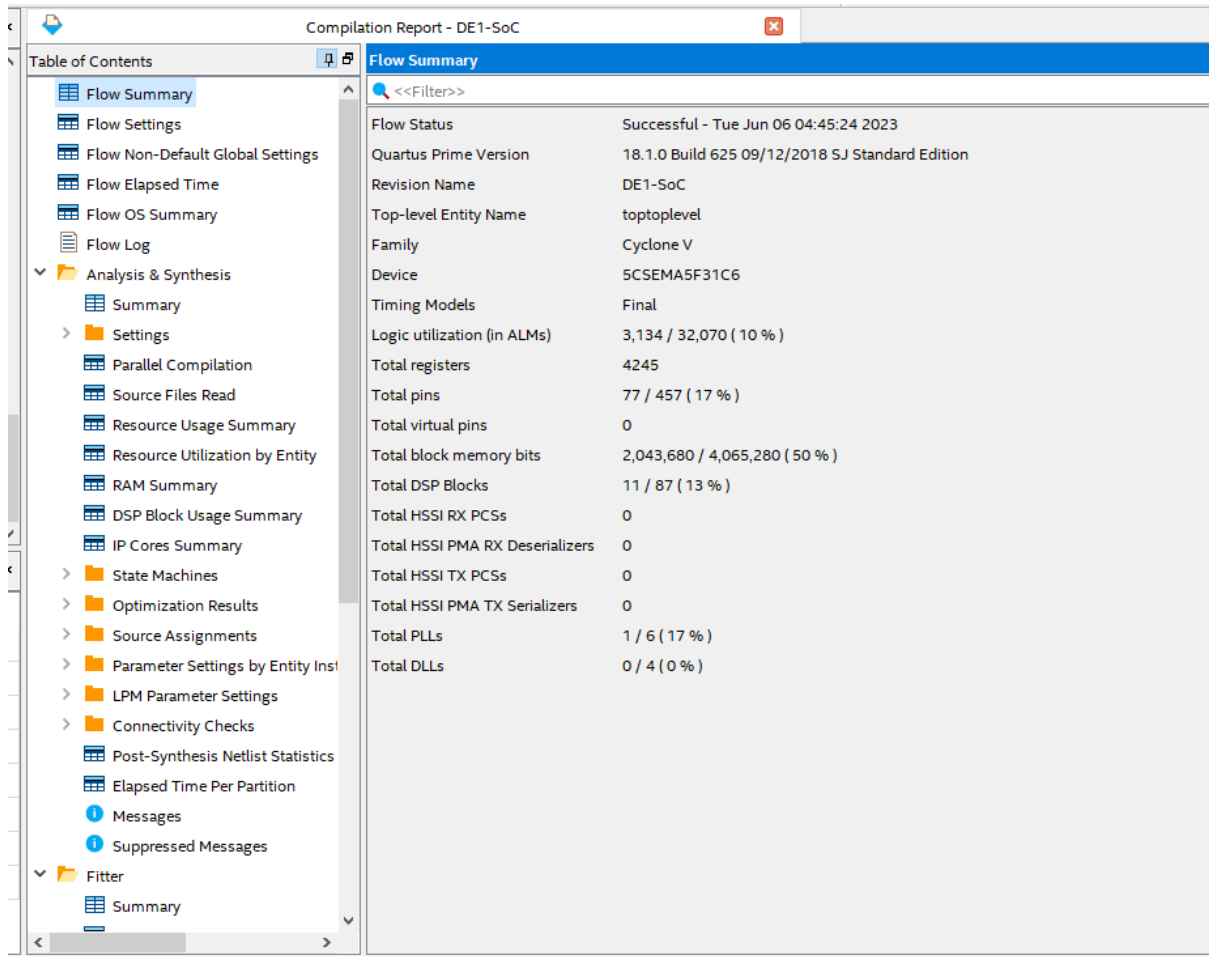 Compilation Report - DE1-SoC
Table of Contents
Flow Summary
Flow Settings
Flow Non-Default Global Settings
Flow Elapsed Time
Flow OS Summary
Flow Log
Analysis & Synthesis
Summary
Settings
Parallel Compilation
Source Files Read
Resource Usage Summary
Resource Utilization by Entity
RAM Summary
DSP Block Usage Summary
IP Cores Summary
State Machines
Optimization Results
Source Assignments
Parameter Settings by Entity Inst
LPM Parameter Settings
Connectivity Checks
Post-Synthesis Netlist Statistics
Elapsed Time Per Partition
Messages
Suppressed Messages
Fitter
Summary
Flow Summary
<<Filter>>
Flow Status Successful - Tue Jun 06 04:45:24 2023
Quartus Prime Version 18.1.0 Build 625 09/12/2018 SJ Standard Edition
Revision Name DE1-SoC
Top-level Entity Name toptoplevel
Family Cyclone V
Device 5CSEMA5F31C6
Timing Models Final
Logic utilization (in ALMs) 3,134 / 32,070 ( 10 % )
Total registers 4245
Total pins 77 / 457 ( 17 % )
Total virtual pins 0
Total block memory bits 2,043,680 / 4,065,280 ( 50 % )
Total DSP Blocks 11 / 87 ( 13 % )
Total HSSI RX PCSs 0
Total HSSI PMA RX Deserializers 0
Total HSSI TX PCSs 0
Total HSSI PMA TX Serializers 0
Total PLLs 1 / 6 ( 17 % )
Total DLLs 0 / 4 ( 0 % )